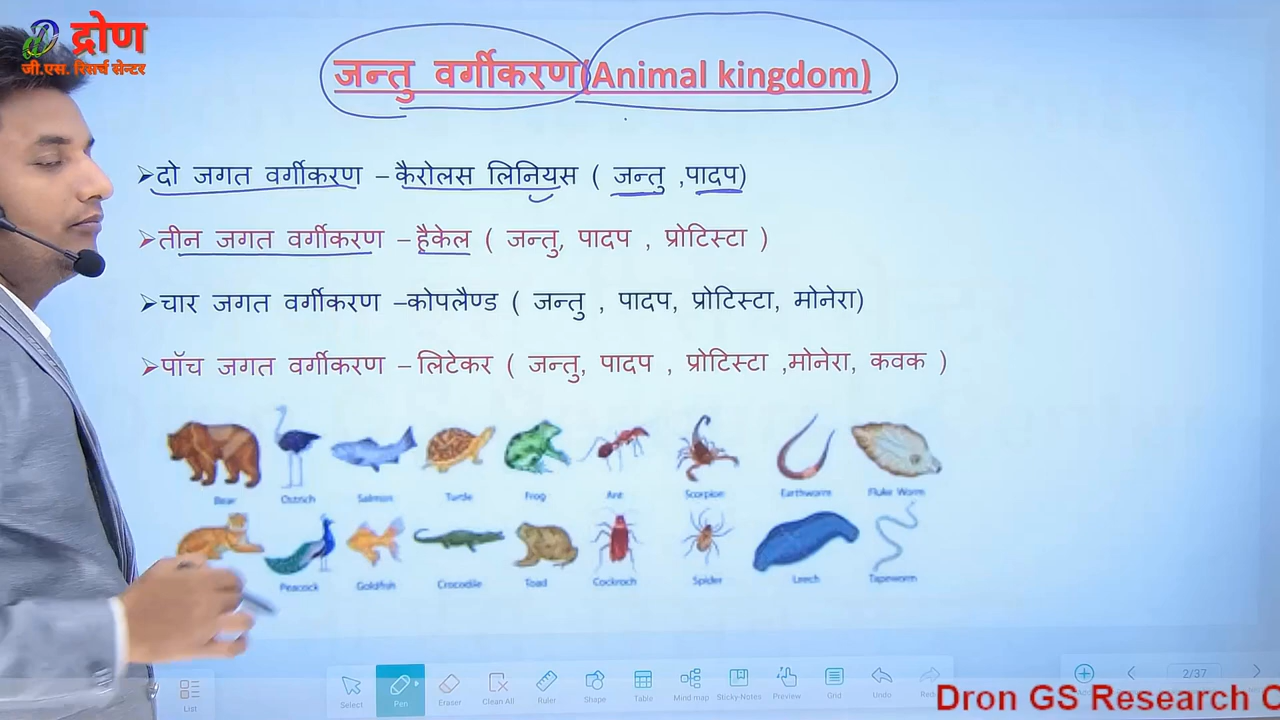 द्रोण
जी.एस. रिसर्च सेन्टर
जन्तु वर्गीकरण(Animal kingdom)
➢दो जगत वर्गीकरण – कैरोलस लिनियस ( जन्तु ,पादप)
➢तीन जगत वर्गीकरण – हैकेल ( जन्तु, पादप , प्रोटिस्टा )
➢चार जगत वर्गीकरण –कोपलैण्ड ( जन्तु , पादप, प्रोटिस्टा, मोनेरा)
➢पॉच जगत वर्गीकरण – लिटेकर ( जन्तु, पादप , प्रोटिस्टा ,मोनेरा, कवक )
Bear Ostrich Salmon Turtle Frog Ant Scorpion Earthworm Fluke Worm
Peacock Goldfish Crocodile Toad Cockroch Spider Leech Tapeworm
List Select Pen Eraser Clean All Ruler Shape Table Mind map Sticky-Notes Preview Grid Undo 2/37
Dron GS Research C